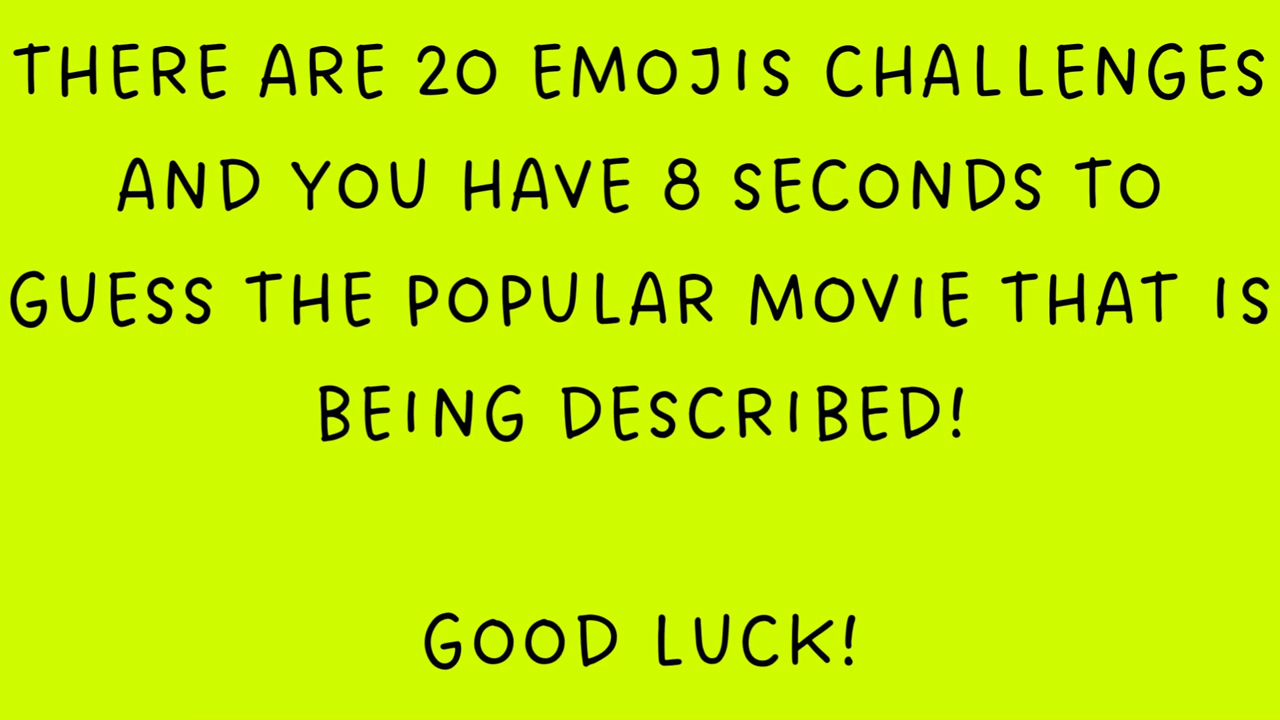 THERE ARE 20 EMOJIS CHALLENGES
AND YOU HAVE 8 SECONDS TO
GUESS THE POPULAR MOVIE THAT IS
BEING DESCRIBED!
GOOD LUCK!